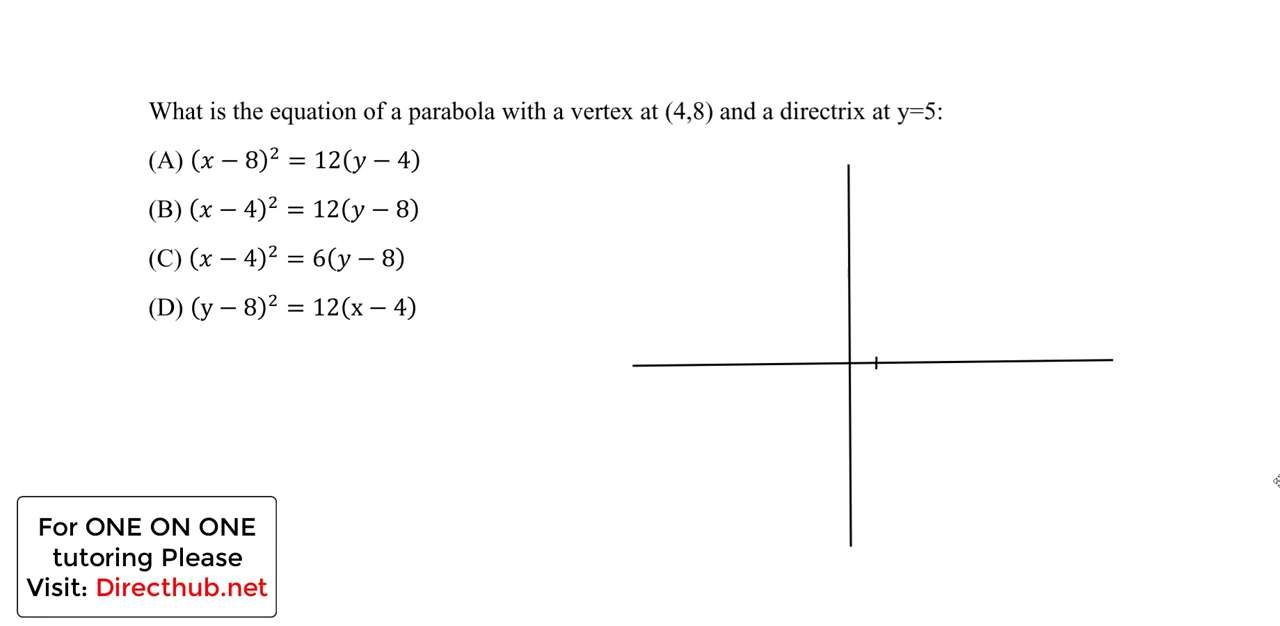 What is the equation of a parabola with a vertex at (4,8) and a directrix at y=5:
(A) (x − 8)² = 12(y − 4)
(B) (x − 4)² = 12(y − 8)
(C) (x − 4)² = 6(y − 8)
(D) (y − 8)² = 12(x − 4)
For ONE ON ONE
tutoring Please
Visit: Directhub.net